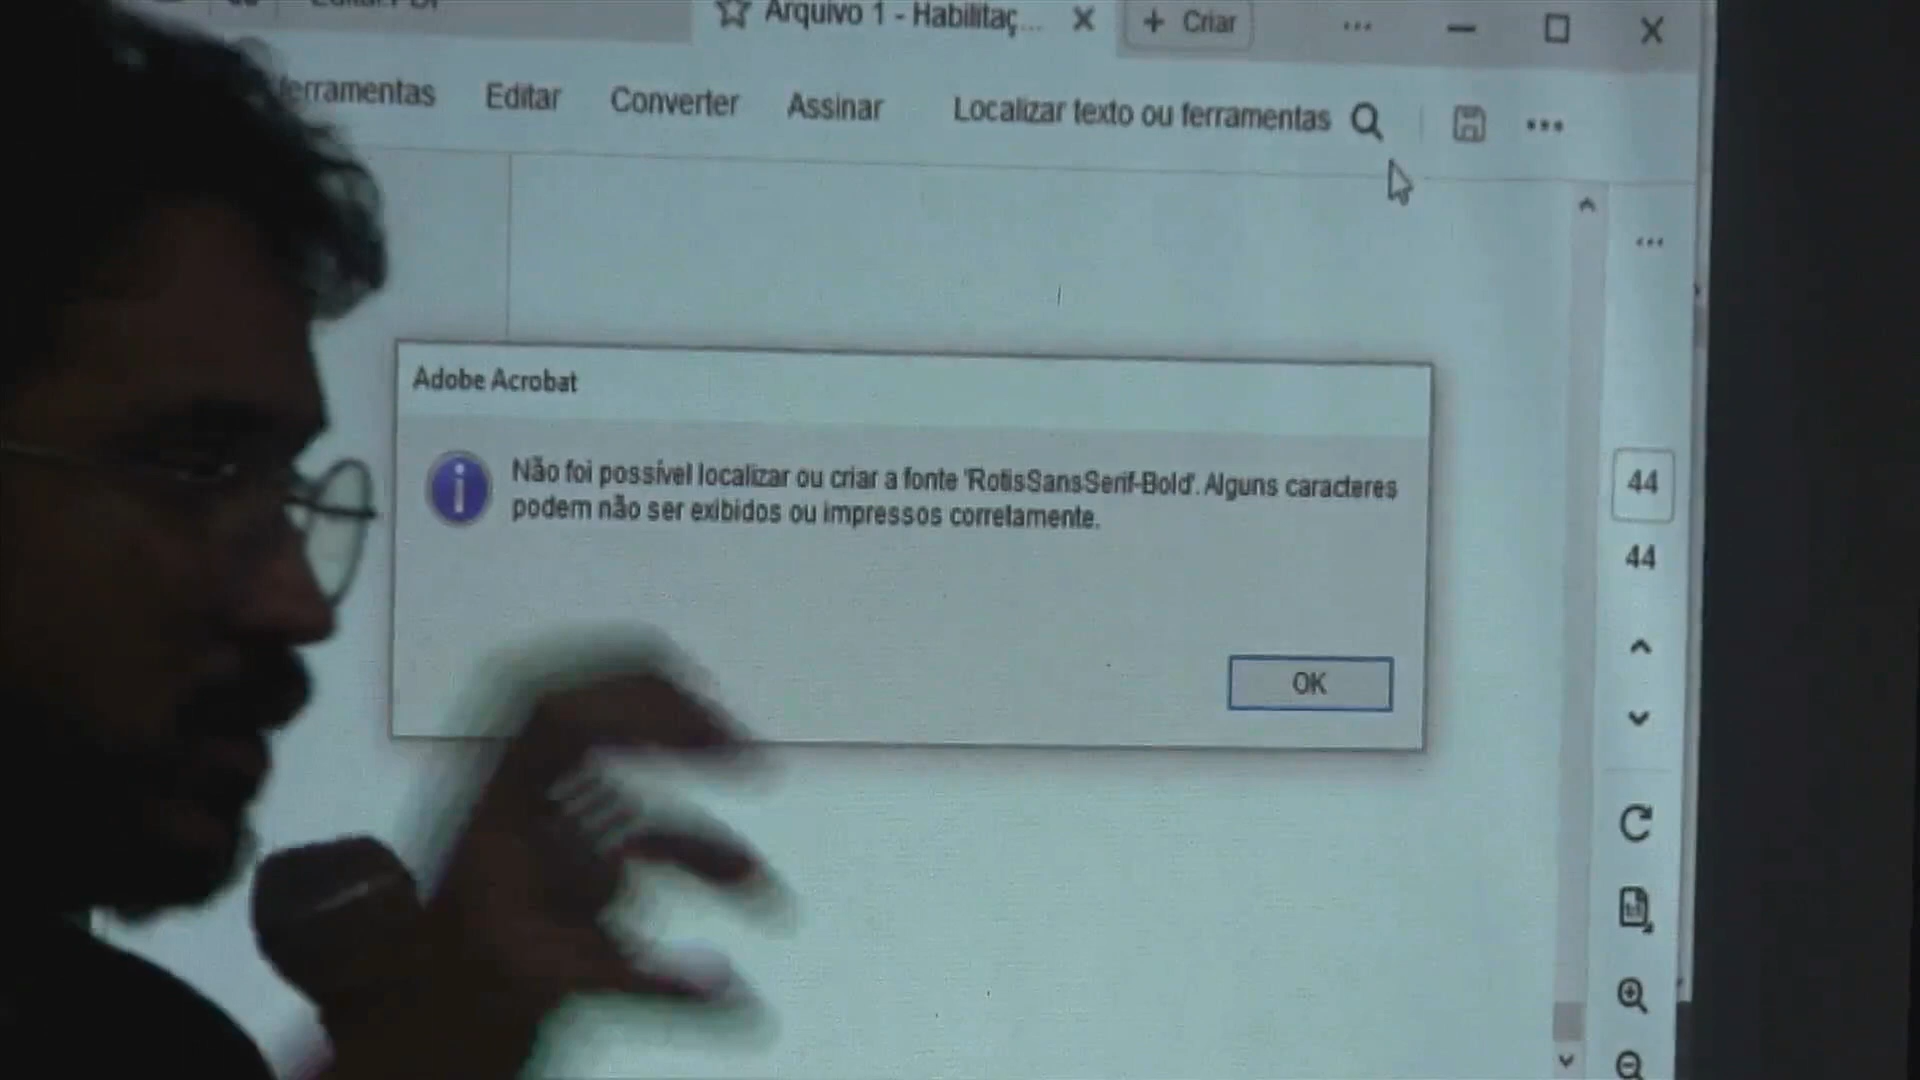 Arquivo 1 - Habilitaç...
+ Criar
ferramentas
Editar
Converter
Assinar
Localizar texto ou ferramentas
Adobe Acrobat
Não foi possível localizar ou criar a fonte 'RotisSansSerif-Bold'. Alguns caracteres
podem não ser exibidos ou impressos corretamente.
OK
44
44